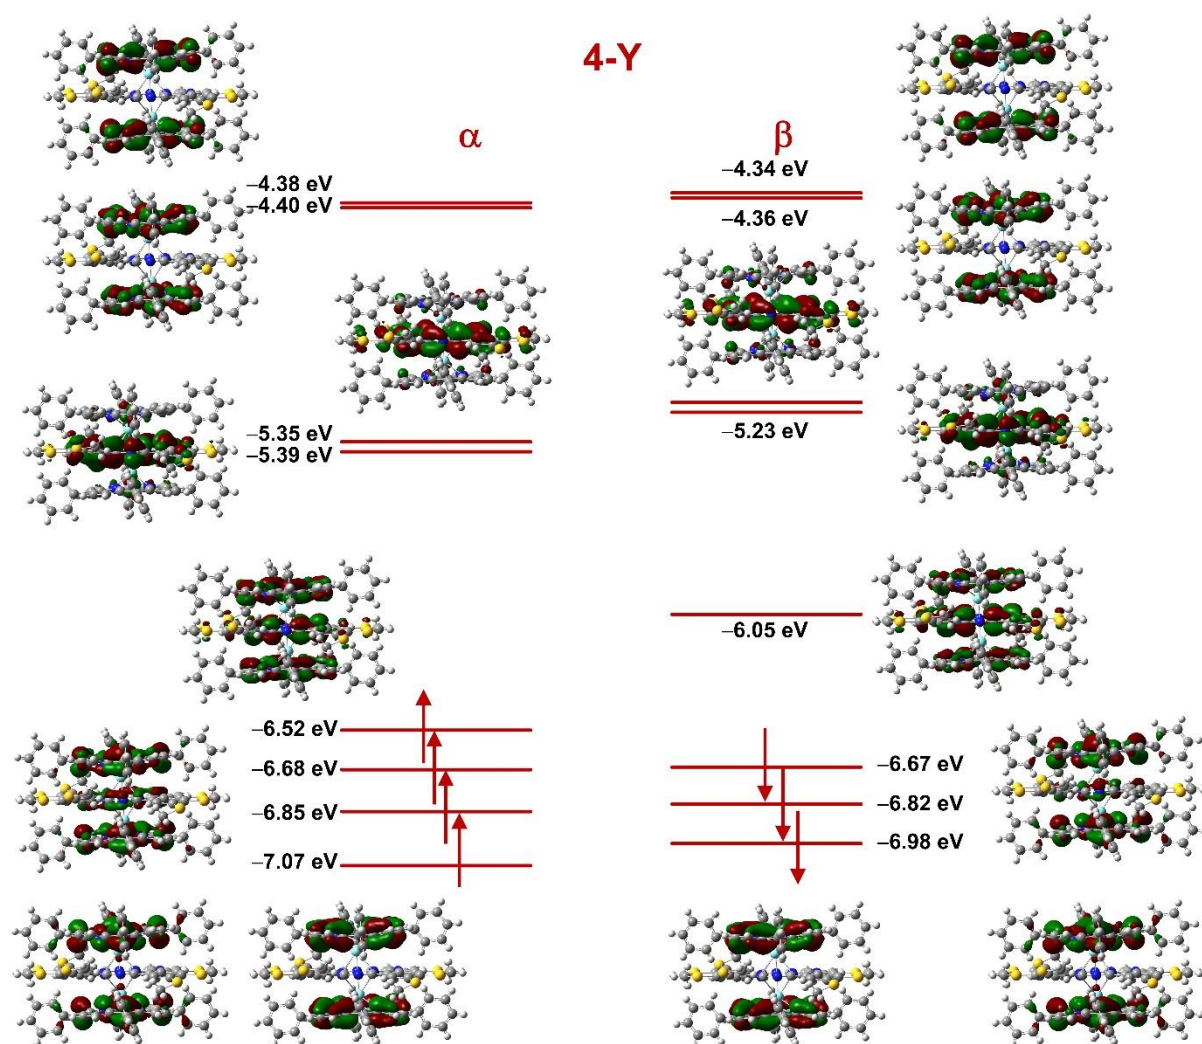 4-Y
α
β
−4.38 eV
−4.40 eV
−4.34 eV
−4.36 eV
−5.35 eV
−5.39 eV
−5.23 eV
−6.05 eV
−6.52 eV
−6.68 eV
−6.85 eV
−7.07 eV
−6.67 eV
−6.82 eV
−6.98 eV